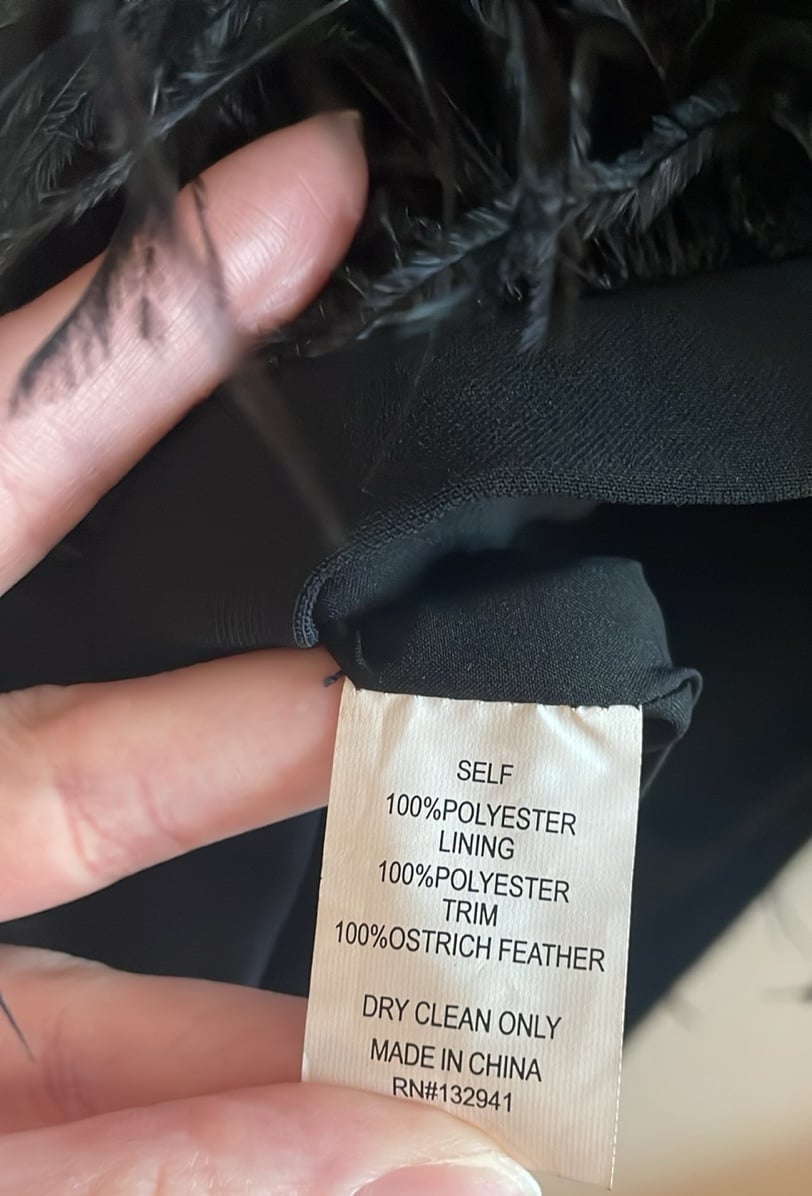 SELF
100%POLYESTER
LINING
100%POLYESTER
TRIM
100%OSTRICH FEATHER
DRY CLEAN ONLY
MADE IN CHINA
RN#132941